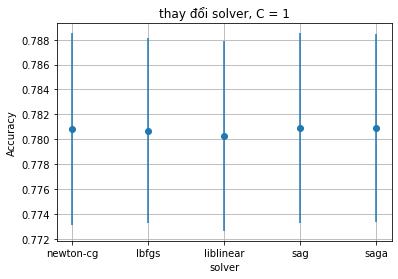 thay đổi solver, C = 1
0.788
0.786
0.784
0.782
0.780
0.778
0.776
0.774
0.772
Accuracy
newton-cg lbfgs liblinear sag saga
solver